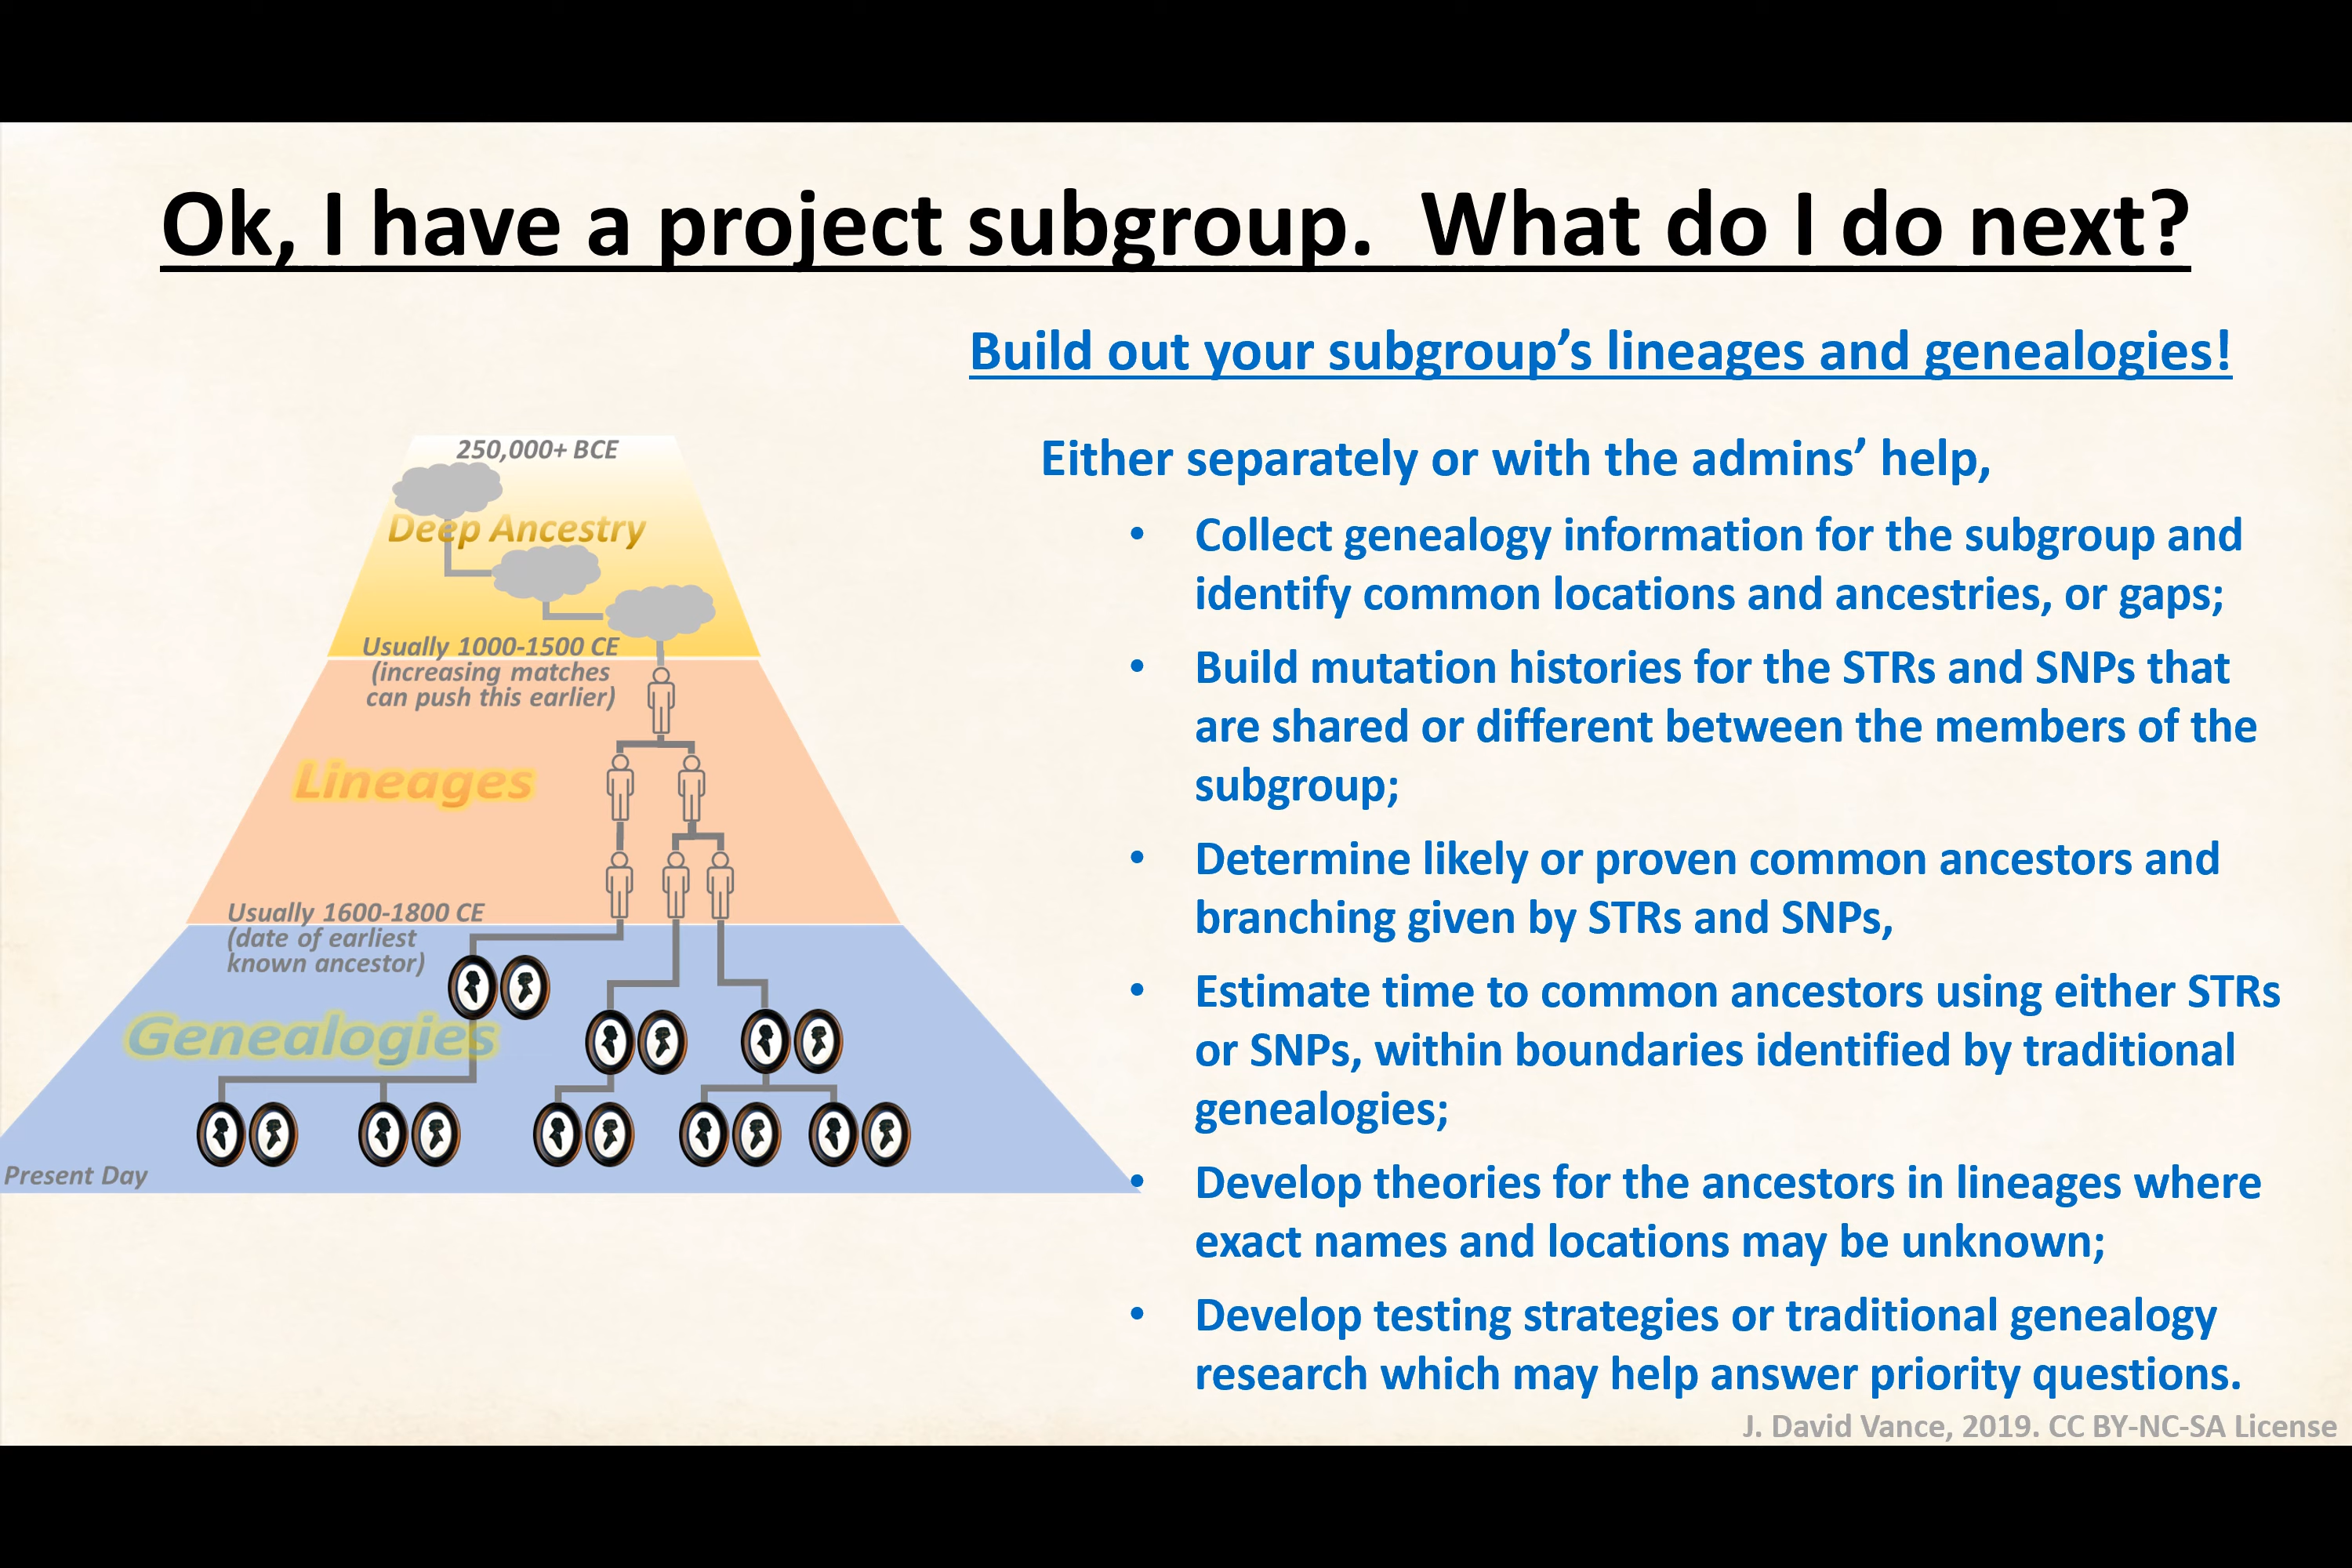 Ok, I have a project subgroup.  What do I do next?
Build out your subgroup’s lineages and genealogies!
250,000+ BCE
Deep Ancestry
Usually 1000-1500 CE
(increasing matches
can push this earlier)
Lineages
Usually 1600-1800 CE
(date of earliest
known ancestor)
Genealogies
Present Day
Either separately or with the admins’ help,
• Collect genealogy information for the subgroup and
identify common locations and ancestries, or gaps;
• Build mutation histories for the STRs and SNPs that
are shared or different between the members of the
subgroup;
• Determine likely or proven common ancestors and
branching given by STRs and SNPs,
• Estimate time to common ancestors using either STRs
or SNPs, within boundaries identified by traditional
genealogies;
• Develop theories for the ancestors in lineages where
exact names and locations may be unknown;
• Develop testing strategies or traditional genealogy
research which may help answer priority questions.
J. David Vance, 2019. CC BY-NC-SA License